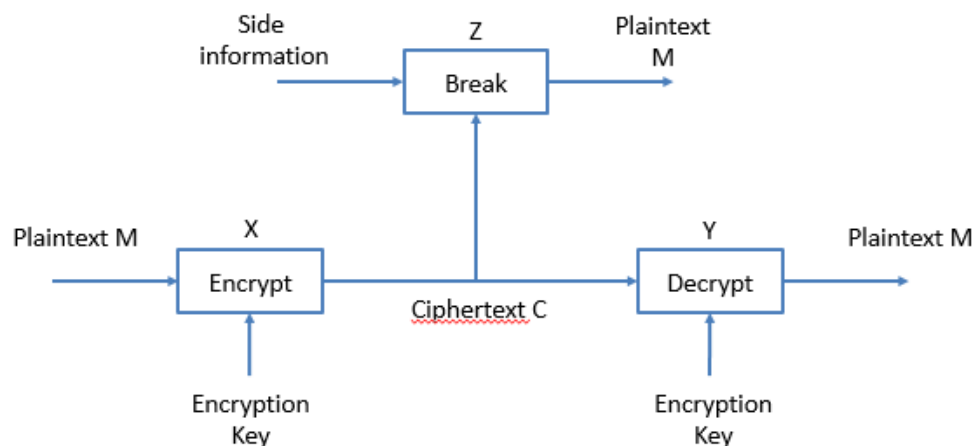 Side
information
Z
Plaintext
M
Break
Plaintext M
X
Y
Plaintext M
Encrypt
Decrypt
Ciphertext C
Encryption
Key
Encryption
Key